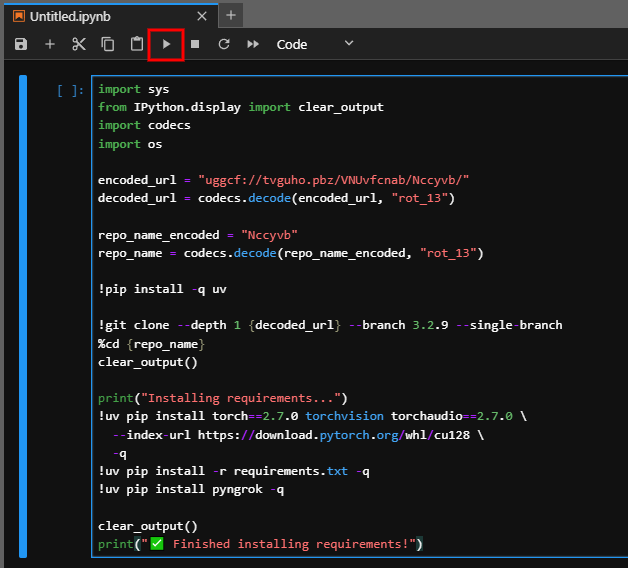 Untitled.ipynb
Code
[ ]:
import sys
from IPython.display import clear_output
import codecs
import os
encoded_url = "uggcf://tvguho.pbz/VNUvfcnab/Nccyvb/"
decoded_url = codecs.decode(encoded_url, "rot_13")
repo_name_encoded = "Nccyvb"
repo_name = codecs.decode(repo_name_encoded, "rot_13")
!pip install -q uv
!git clone --depth 1 {decoded_url} --branch 3.2.9 --single-branch
%cd {repo_name}
clear_output()
print("Installing requirements...")
!uv pip install torch==2.7.0 torchvision torchaudio==2.7.0 \
--index-url https://download.pytorch.org/whl/cu128 \
-q
!uv pip install -r requirements.txt -q
!uv pip install pyngrok -q
clear_output()
print("✅ Finished installing requirements!")